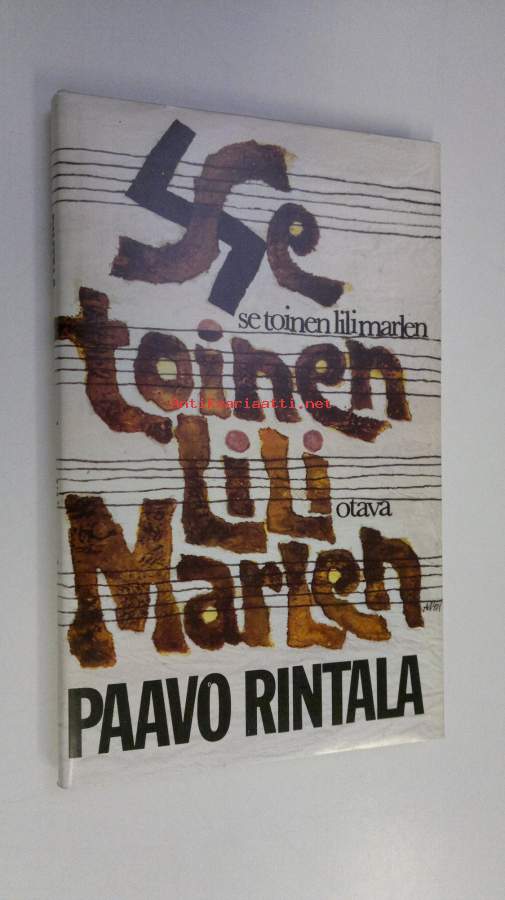 Se
se toinen lili marlen
toinen
antikvariaatti.net
Lili
otava
Marlen
PAAVO RINTALA